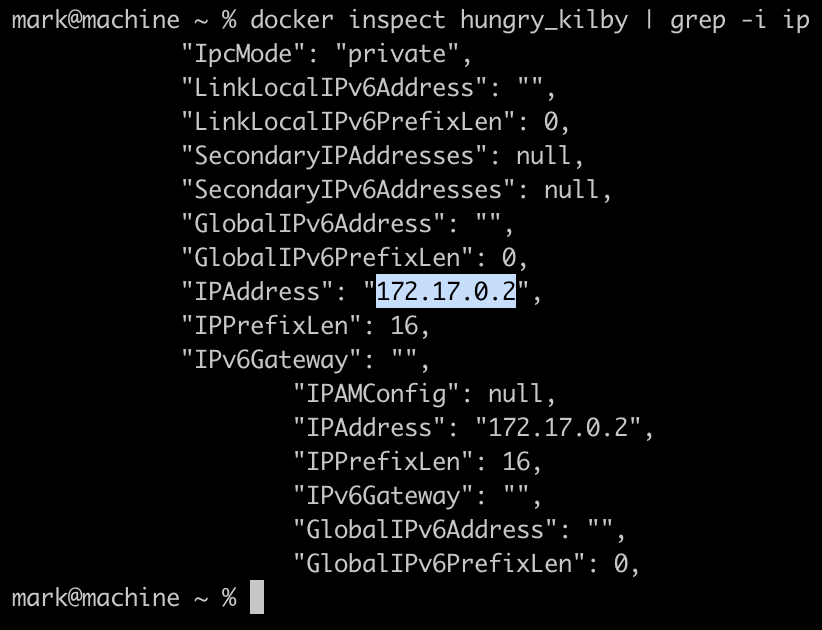 mark@machine ~ % docker inspect hungry_kilby | grep -i ip
"IpcMode": "private",
"LinkLocalIPv6Address": "",
"LinkLocalIPv6PrefixLen": 0,
"SecondaryIPAddresses": null,
"SecondaryIPv6Addresses": null,
"GlobalIPv6Address": "",
"GlobalIPv6PrefixLen": 0,
"IPAddress": "172.17.0.2",
"IPPrefixLen": 16,
"IPv6Gateway": "",
"IPAMConfig": null,
"IPAddress": "172.17.0.2",
"IPPrefixLen": 16,
"IPv6Gateway": "",
"GlobalIPv6Address": "",
"GlobalIPv6PrefixLen": 0,
mark@machine ~ %